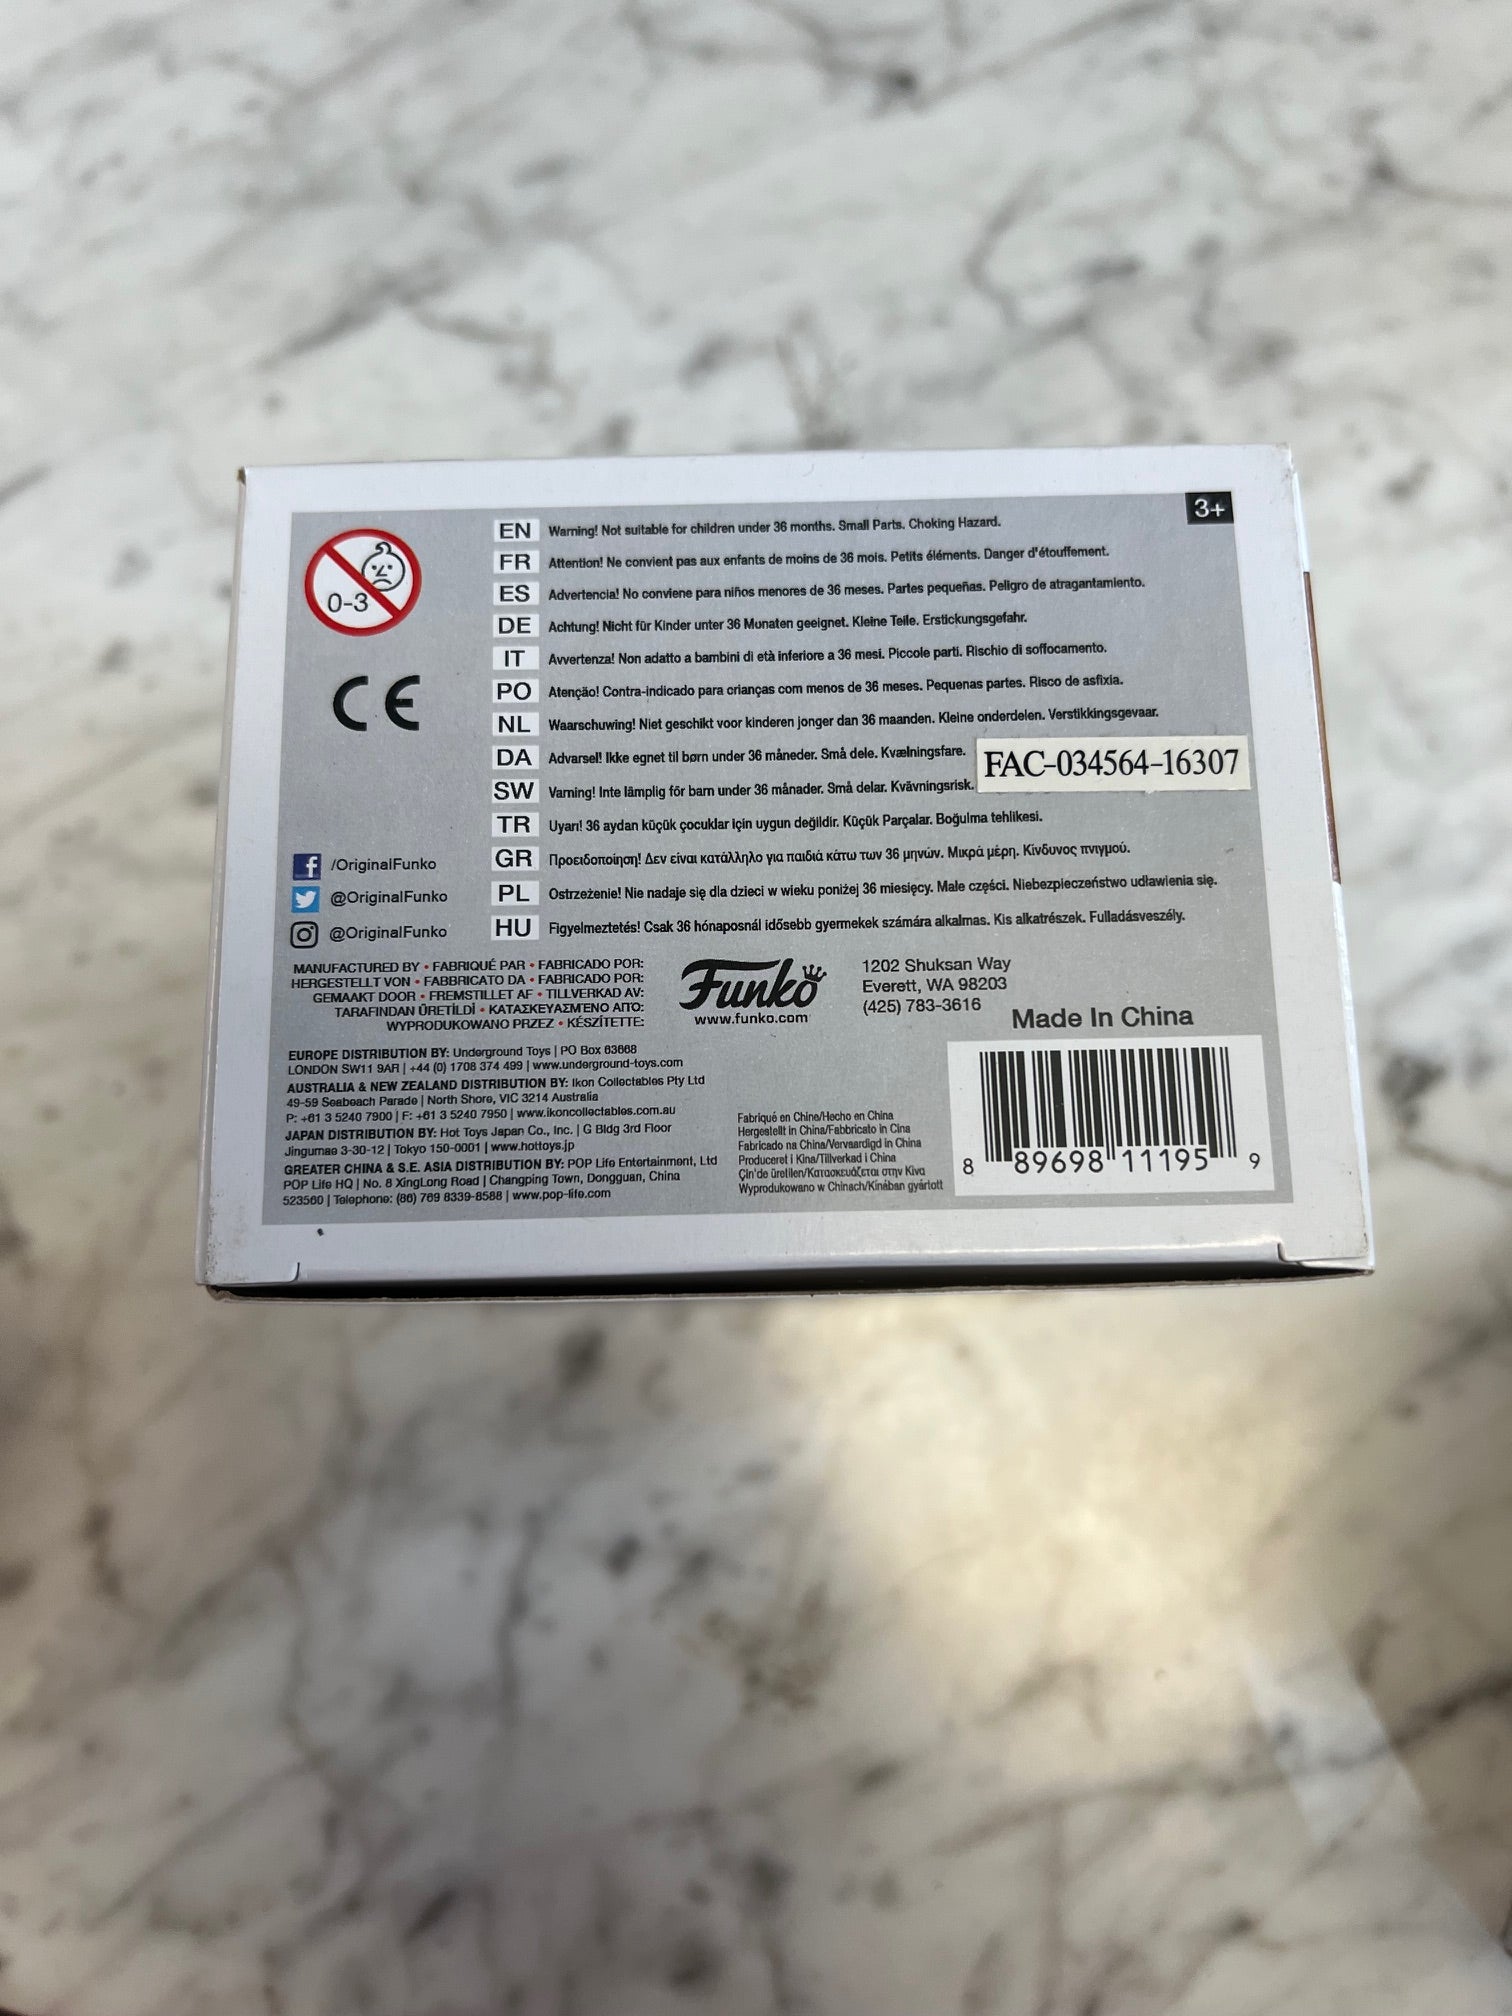 3+
0-3
CE
EN Warning! Not suitable for children under 36 months. Small Parts. Choking Hazard.
FR Attention! Ne convient pas aux enfants de moins de 36 mois. Petits éléments. Danger d'étouffement.
ES Advertencia! No conviene para niños menores de 36 meses. Partes pequeñas. Peligro de atragantamiento.
DE Achtung! Nicht für Kinder unter 36 Monaten geeignet. Kleine Teile. Erstickungsgefahr.
IT Avvertenza! Non adatto a bambini di età inferiore a 36 mesi. Piccole parti. Rischio di soffocamento.
PO Atenção! Contra-indicado para crianças com menos de 36 meses. Pequenas partes. Risco de asfixia.
NL Waarschuwing! Niet geschikt voor kinderen jonger dan 36 maanden. Kleine onderdelen. Verstikkingsgevaar.
DA Advarsel! Ikke egnet til børn under 36 måneder. Små dele. Kvælningsfare.
FAC-034564-16307
SW Varning! Inte lämplig för barn under 36 månader. Små delar. Kvävningsrisk.
TR Uyarı! 36 aydan küçük çocuklar için uygun değildir. Küçük Parçalar. Boğulma tehlikesi.
GR Προειδοποίηση! Δεν είναι κατάλληλο για παιδιά κάτω των 36 μηνών. Μικρά μέρη. Κίνδυνος πνιγμού.
PL Ostrzeżenie! Nie nadaje się dla dzieci w wieku poniżej 36 miesięcy. Małe części. Niebezpieczeństwo udławienia się.
HU Figyelmeztetés! Csak 36 hónaposnál idősebb gyermekek számára alkalmas. Kis alkatrészek. Fulladásveszély.
/OriginalFunko
@OriginalFunko
@OriginalFunko
MANUFACTURED BY • FABRIQUÉ PAR • FABRICADO POR:
HERGESTELLT VON • FABBRICATO DA • FABRICADO POR:
GEMAAKT DOOR • FREMSTILLET AF • TILLVERKAD AV:
TARAFINDAN ÜRETİLDİ • ΚΑΤΑΣΚΕΥΑΣΜΈΝΟ ΑΠΌ:
WYPRODUKOWANO PRZEZ • KÉSZÍTETTE:
Funko
www.funko.com
1202 Shuksan Way
Everett, WA 98203
(425) 783-3616
Made In China
EUROPE DISTRIBUTION BY: Underground Toys | PO Box 63668
LONDON SW11 9AR | +44 (0) 1708 374 499 | www.underground-toys.com
AUSTRALIA & NEW ZEALAND DISTRIBUTION BY: Ikon Collectables Pty Ltd
49-59 Seabeach Parade | North Shore, VIC 3214 Australia
P: +61 3 5240 7900 | F: +61 3 5240 7950 | www.ikoncollectables.com.au
JAPAN DISTRIBUTION BY: Hot Toys Japan Co., Inc. | G Bldg 3rd Floor
Jingumae 3-30-12 | Tokyo 150-0001 | www.hottoys.jp
GREATER CHINA & S.E. ASIA DISTRIBUTION BY: POP Life Entertainment, Ltd
POP Life HQ | No. 8 XingLong Road | Changping Town, Dongguan, China
523560 | Telephone: (86) 769 8339-8588 | www.pop-life.com
Fabriqué en Chine/Hecho en China
Hergestellt in China/Fabbricato in Cina
Fabricado na China/Vervaardigd in China
Produceret i Kina/Tillverkad i China
Çin'de üretilen/Κατασκευάζεται στην Κίνα
Wyprodukowano w Chinach/Kínában gyártott
8 89698 11195 9